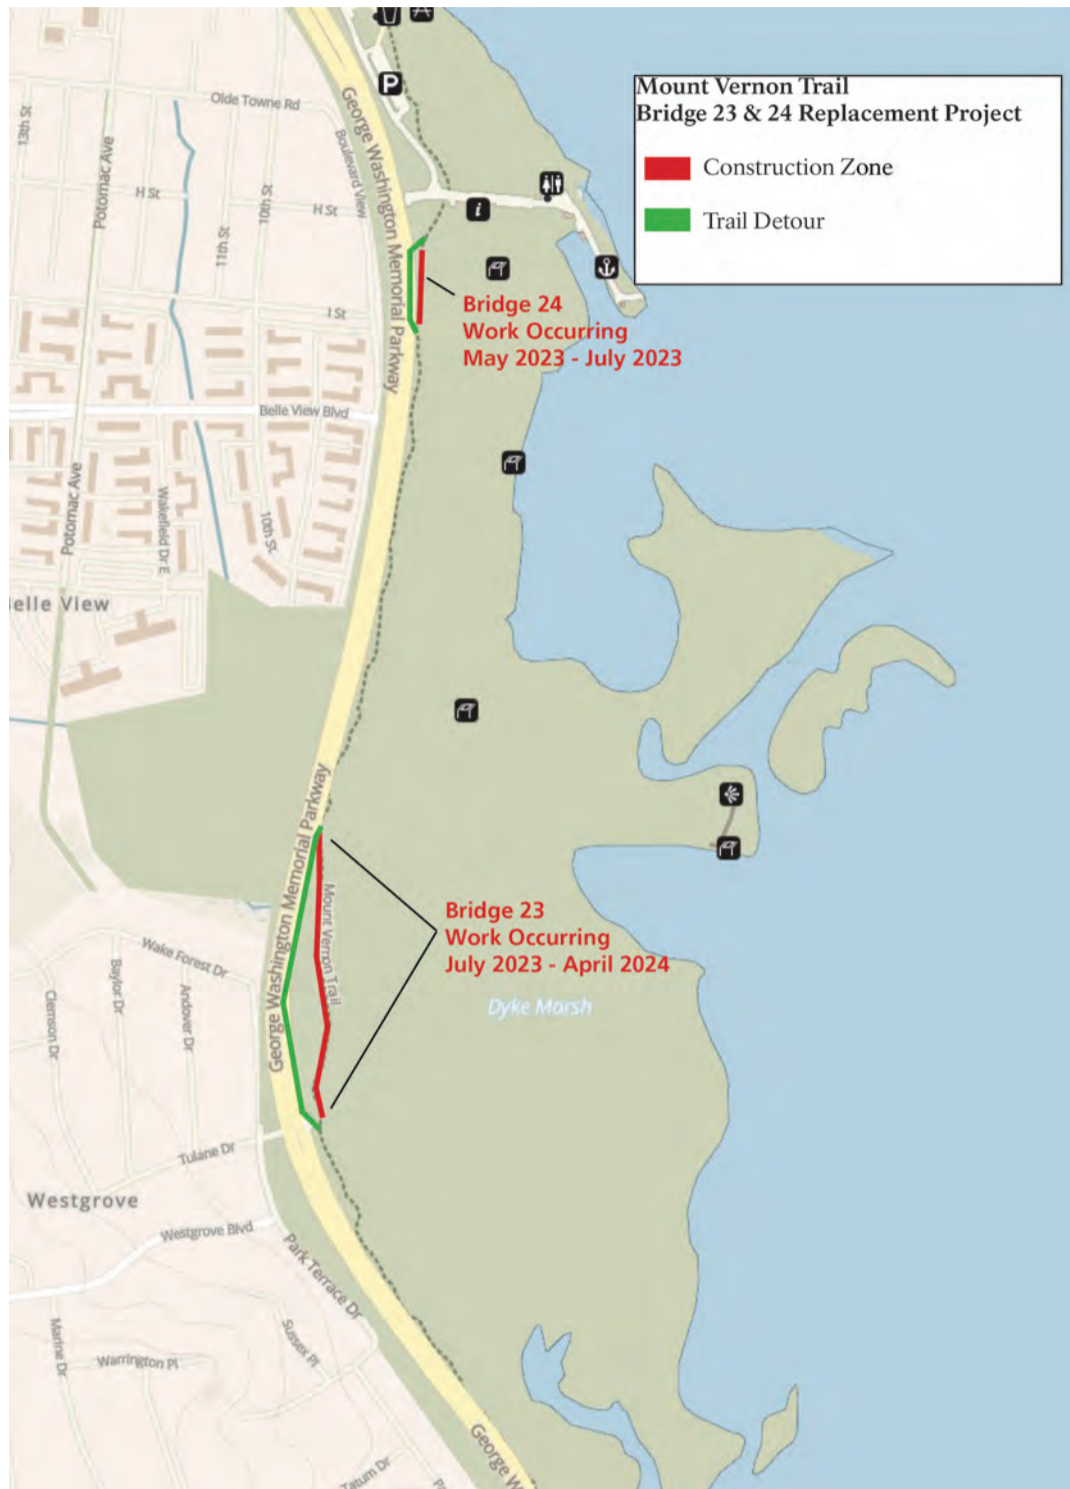 Mount Vernon Trail
Bridge 23 & 24 Replacement Project
Construction Zone
Trail Detour
P
i
Olde Towne Rd
13th St
Potomac Ave
Boulevard View
George Washington Memorial Parkway
H St
10th St
H St
11th St
I St
Bridge 24
Work Occurring
May 2023 - July 2023
Belle View Blvd
Potomac Ave
Wakefield Dr E
10th St
elle View
George Washington Memorial Parkway
Mount Vernon Trail
Bridge 23
Work Occurring
July 2023 - April 2024
Dyke Marsh
Wake Forest Dr
Baylor Dr
Andover Dr
Clemson Dr
Tulane Dr
Westgrove
Westgrove Blvd
Park Terrace Dr
Sussex Pl
Marine Dr
Warrington Pl
George W
Tatum Dr